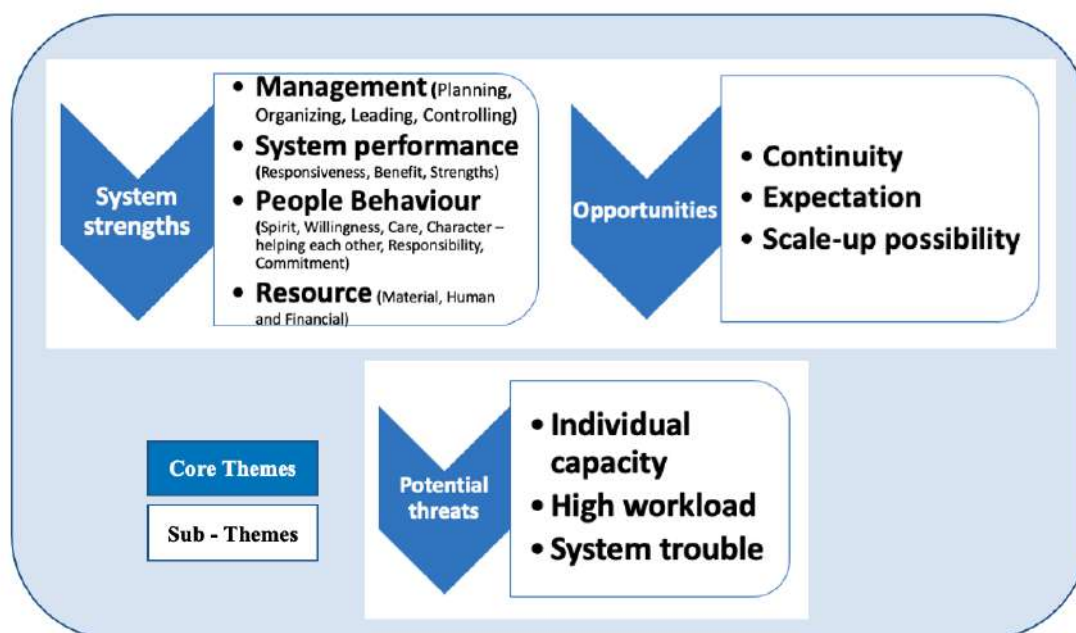 System
strengths
• Management (Planning,
Organizing, Leading, Controlling)
• System performance
(Responsiveness, Benefit, Strengths)
• People Behaviour
(Spirit, Willingness, Care, Character –
helping each other, Responsibility,
Commitment)
• Resource (Material, Human
and Financial)
Opportunities
• Continuity
• Expectation
• Scale-up possibility
Core Themes
Sub - Themes
Potential
threats
• Individual
capacity
• High workload
• System trouble